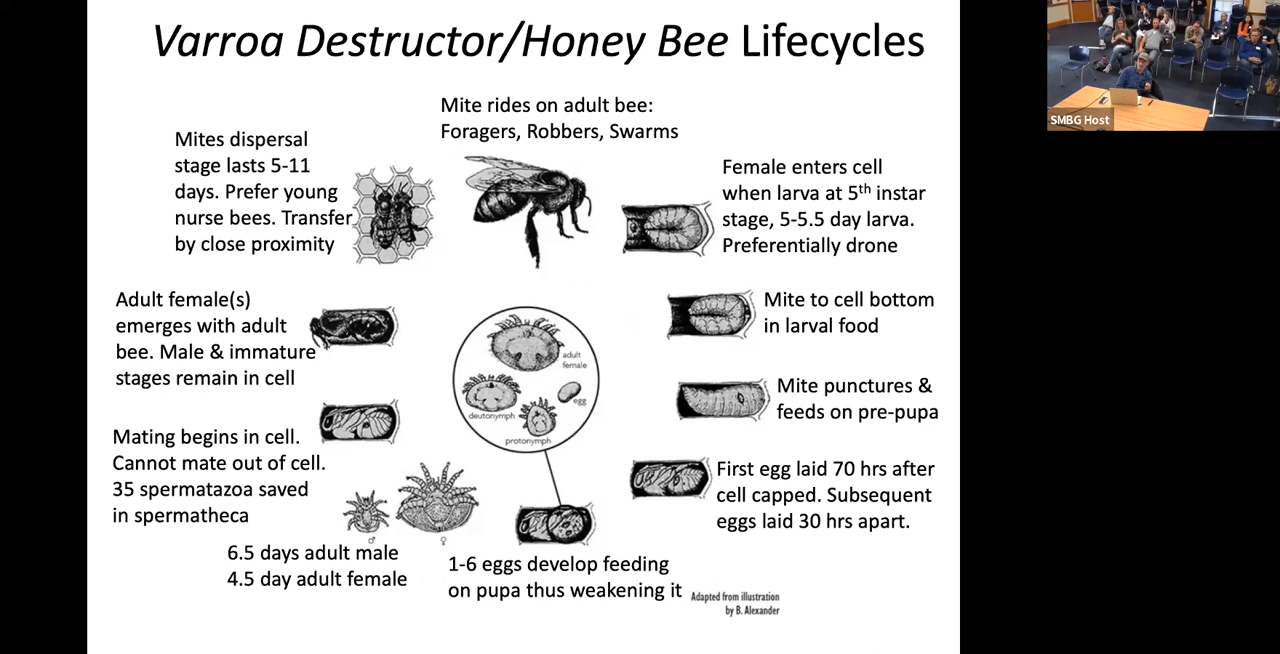 Varroa Destructor/Honey Bee Lifecycles
Mite rides on adult bee:
Foragers, Robbers, Swarms
Female enters cell
when larva at 5th instar
stage, 5-5.5 day larva.
Preferentially drone
Mite to cell bottom
in larval food
Mite punctures &
feeds on pre-pupa
First egg laid 70 hrs after
cell capped. Subsequent
eggs laid 30 hrs apart.
1-6 eggs develop feeding
on pupa thus weakening it
Adapted from illustration
by B. Alexander
adult
female
egg
deutonymph
protonymph
♂
♀
6.5 days adult male
4.5 day adult female
Mating begins in cell.
Cannot mate out of cell.
35 spermatazoa saved
in spermatheca
Adult female(s)
emerges with adult
bee. Male & immature
stages remain in cell
Mites dispersal
stage lasts 5-11
days. Prefer young
nurse bees. Transfer
by close proximity
SMBG Host